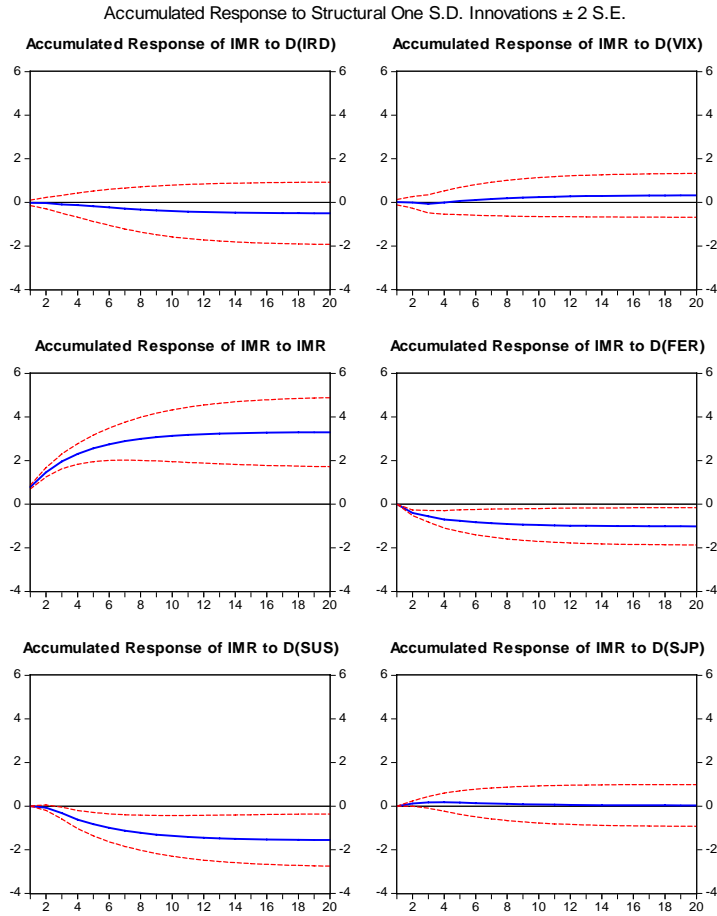 Accumulated Response to Structural One S.D. Innovations ± 2 S.E.
Accumulated Response of IMR to D(IRD)
6 6
4 4
2 2
0 0
-2 -2
-4 -4
2 4 6 8 10 12 14 16 18 20
Accumulated Response of IMR to D(VIX)
6 6
4 4
2 2
0 0
-2 -2
-4 -4
2 4 6 8 10 12 14 16 18 20
Accumulated Response of IMR to IMR
6 6
4 4
2 2
0 0
-2 -2
-4 -4
2 4 6 8 10 12 14 16 18 20
Accumulated Response of IMR to D(FER)
6 6
4 4
2 2
0 0
-2 -2
-4 -4
2 4 6 8 10 12 14 16 18 20
Accumulated Response of IMR to D(SUS)
6 6
4 4
2 2
0 0
-2 -2
-4 -4
2 4 6 8 10 12 14 16 18 20
Accumulated Response of IMR to D(SJP)
6 6
4 4
2 2
0 0
-2 -2
-4 -4
2 4 6 8 10 12 14 16 18 20